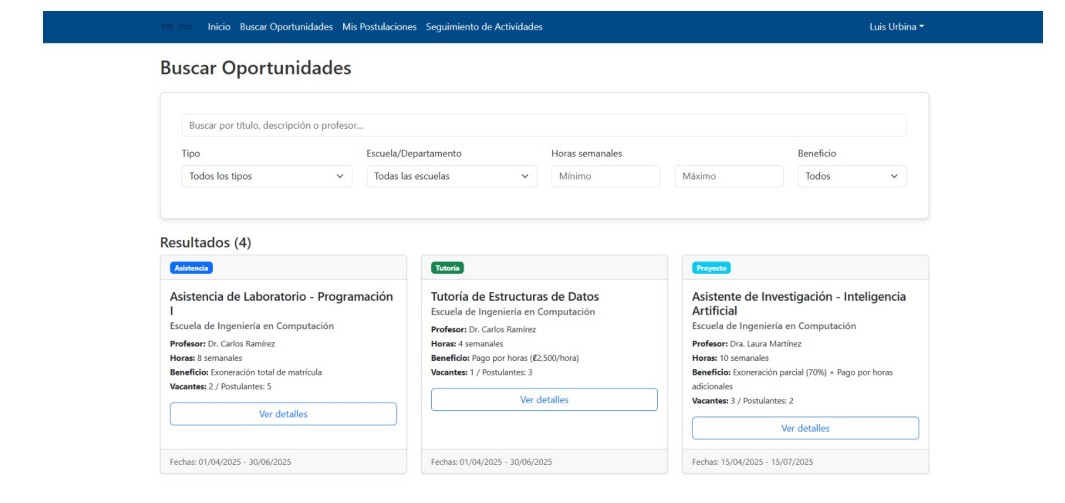 Inicio Buscar Oportunidades Mis Postulaciones Seguimiento de Actividades Luis Urbina
Buscar Oportunidades
Buscar por título, descripción o profesor...
Tipo Escuela/Departamento Horas semanales Beneficio
Todos los tipos Todas las escuelas Mínimo Máximo Todos
Resultados (4)
Asistencia
Asistencia de Laboratorio - Programación
I
Escuela de Ingeniería en Computación
Profesor: Dr. Carlos Ramírez
Horas: 8 semanales
Beneficio: Exoneración total de matrícula
Vacantes: 2 / Postulantes: 5
Ver detalles
Fechas: 01/04/2025 - 30/06/2025
Tutoría
Tutoría de Estructuras de Datos
Escuela de Ingeniería en Computación
Profesor: Dr. Carlos Ramírez
Horas: 4 semanales
Beneficio: Pago por horas (₡2,500/hora)
Vacantes: 1 / Postulantes: 3
Ver detalles
Fechas: 01/04/2025 - 30/06/2025
Proyecto
Asistente de Investigación - Inteligencia
Artificial
Escuela de Ingeniería en Computación
Profesor: Dra. Laura Martínez
Horas: 10 semanales
Beneficio: Exoneración parcial (70%) + Pago por horas
adicionales
Vacantes: 3 / Postulantes: 2
Ver detalles
Fechas: 15/04/2025 - 15/07/2025